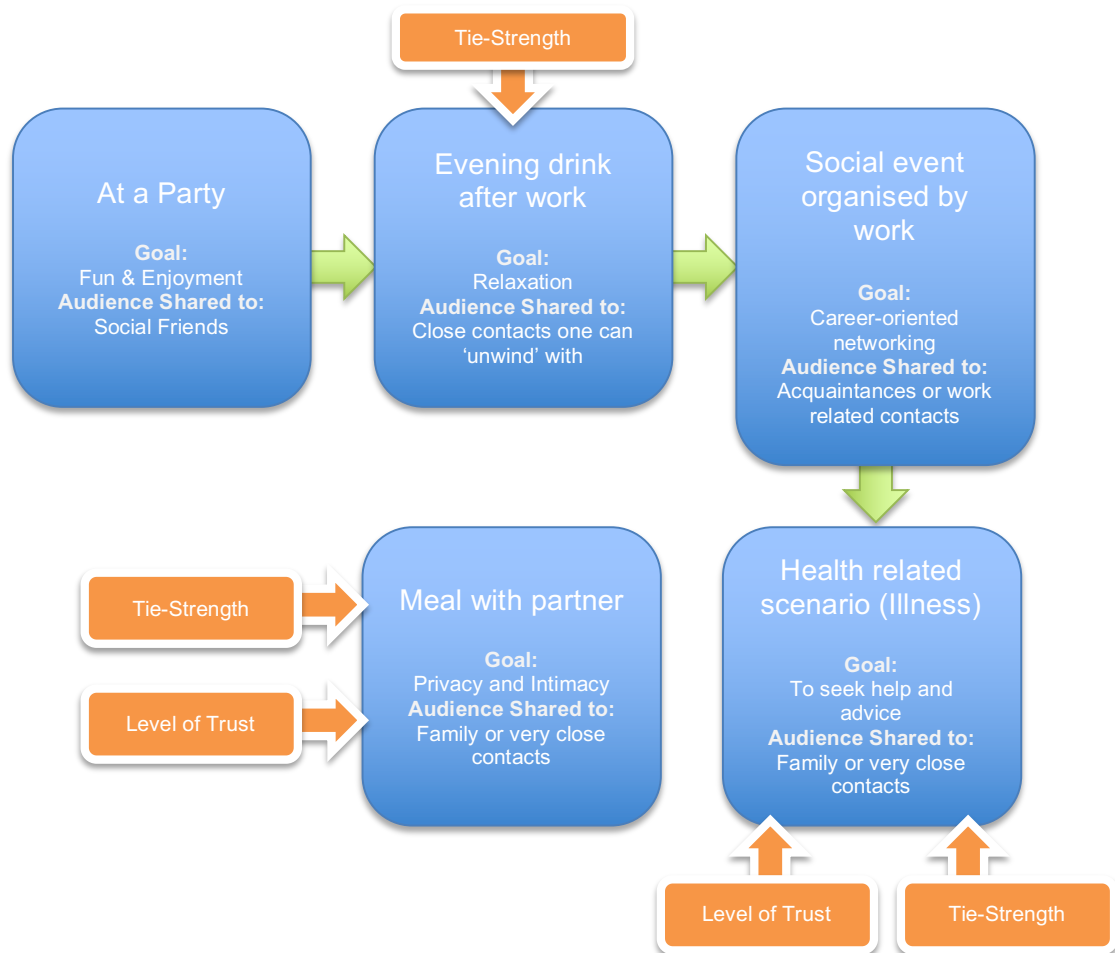 Tie-Strength
At a Party
Goal:
Fun & Enjoyment
Audience Shared to:
Social Friends
Evening drink
after work
Goal:
Relaxation
Audience Shared to:
Close contacts one can
‘unwind’ with
Social event
organised by
work
Goal:
Career-oriented
networking
Audience Shared to:
Acquaintances or work
related contacts
Tie-Strength
Level of Trust
Meal with partner
Goal:
Privacy and Intimacy
Audience Shared to:
Family or very close
contacts
Health related
scenario (Illness)
Goal:
To seek help and
advice
Audience Shared to:
Family or very close
contacts
Level of Trust
Tie-Strength